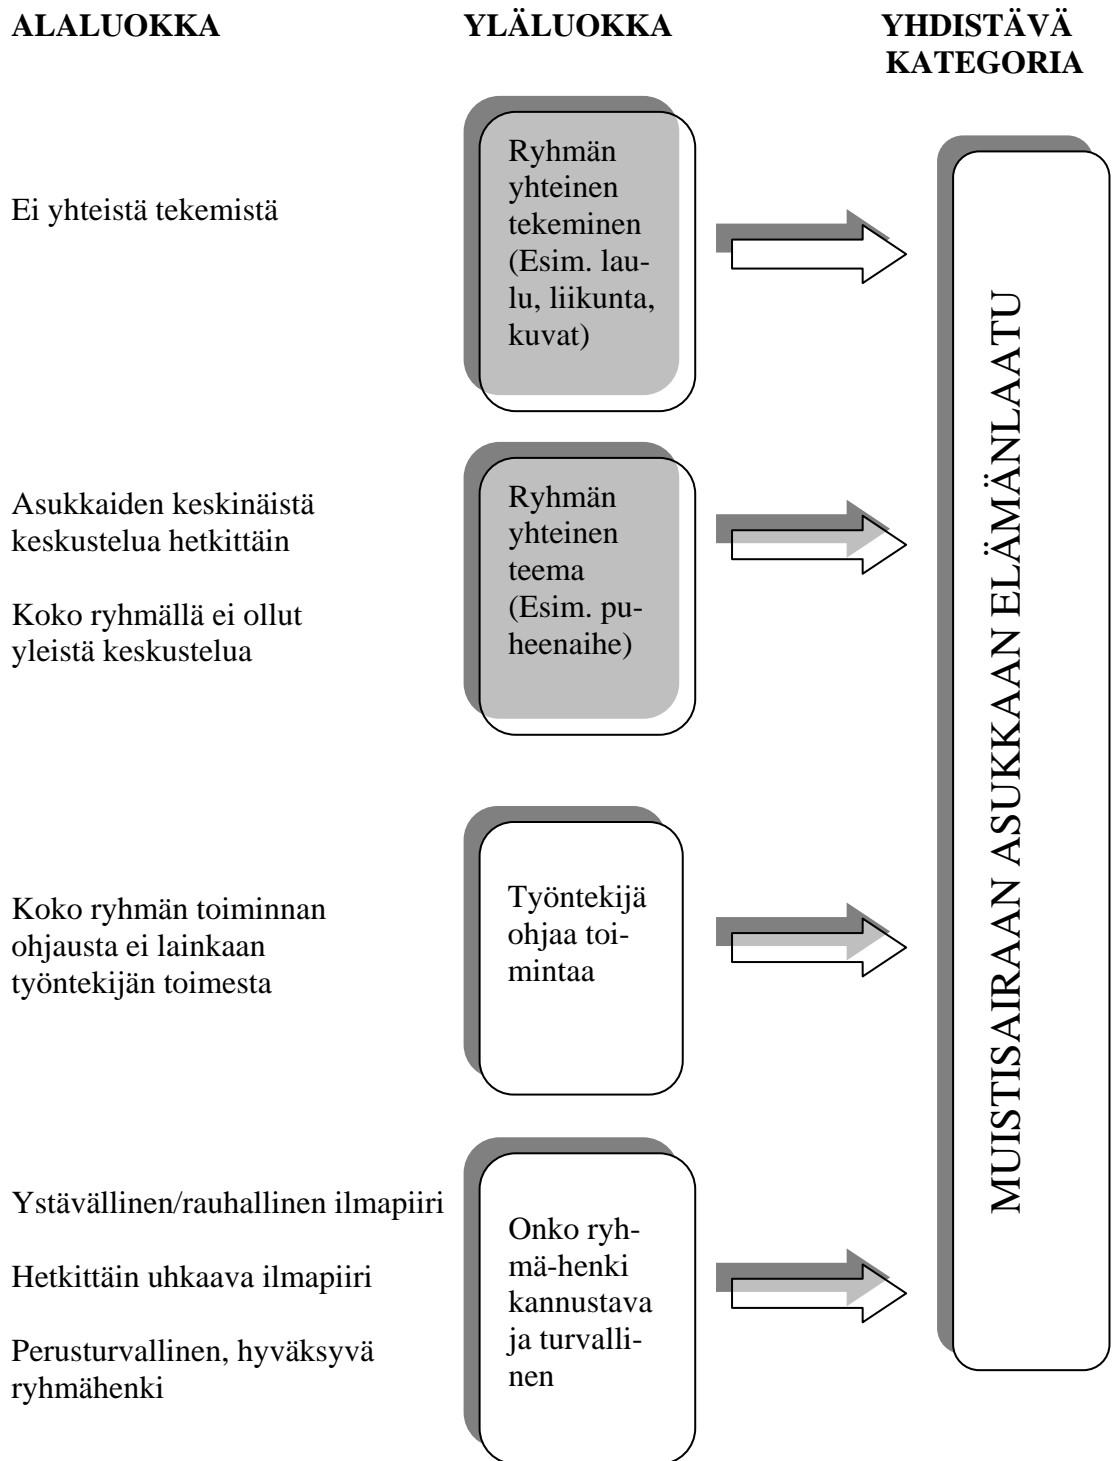 ALALUOKKA
YLÄLUOKKA
YHDISTÄVÄ
KATEGORIA
Ei yhteistä tekemistä
Ryhmän
yhteinen
tekeminen
(Esim. lau-
lu, liikunta,
kuvat)
Asukkaiden keskinäistä
keskustelua hetkittäin
Koko ryhmällä ei ollut
yleistä keskustelua
Ryhmän
yhteinen
teema
(Esim. pu-
heenaihe)
Koko ryhmän toiminnan
ohjausta ei lainkaan
työntekijän toimesta
Työntekijä
ohjaa toi-
mintaa
Ystävällinen/rauhallinen ilmapiiri
Hetkittäin uhkaava ilmapiiri
Perusturvallinen, hyväksyvä
ryhmähenki
Onko ryh-
mä-henki
kannustava
ja turvalli-
nen
MUISTISAIRAAN ASUKKAAN ELÄMÄNLAATU